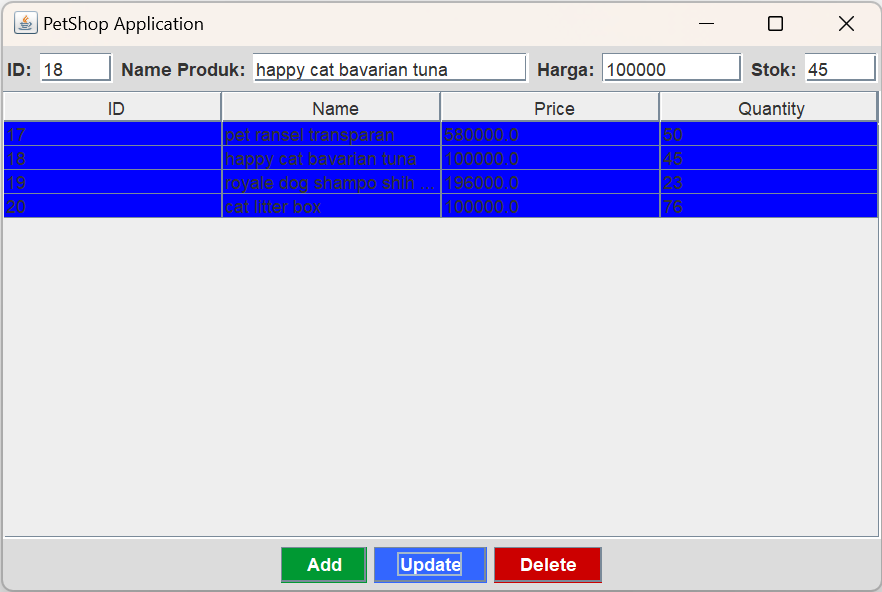 PetShop Application
ID: 18 Name Produk: happy cat bavarian tuna Harga: 100000 Stok: 45
ID Name Price Quantity
17 pet ransel transparan 580000.0 50
18 happy cat bavarian tuna 100000.0 45
19 royale dog shampo shih ... 196000.0 23
20 cat litter box 100000.0 76
Add Update Delete